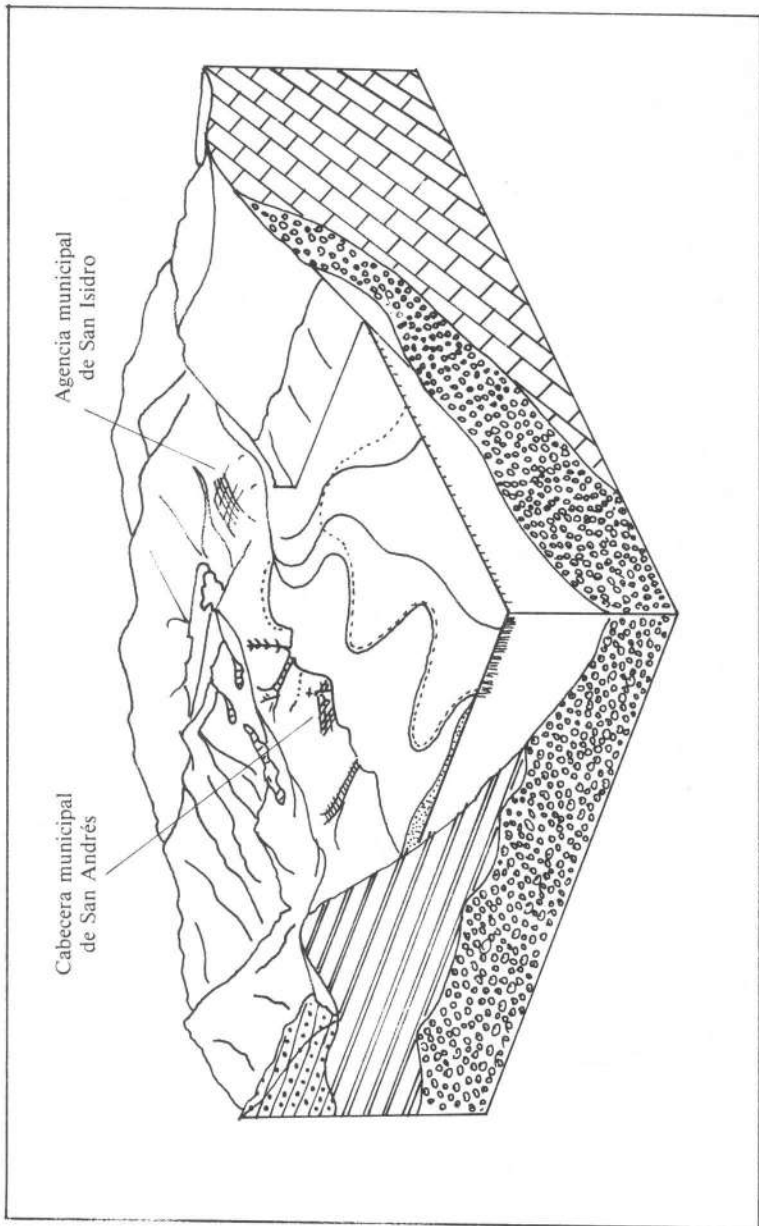 Cabecera municipal
de San Andrés
Agencia municipal
de San Isidro